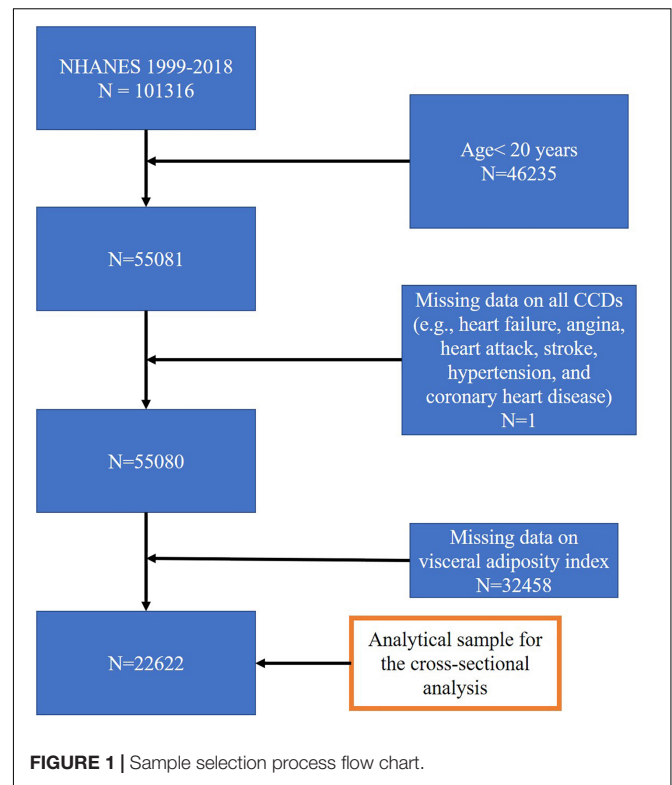 NHANES 1999-2018
N = 101316
Age< 20 years
N=46235
N=55081
Missing data on all CCDs
(e.g., heart failure, angina,
heart attack, stroke,
hypertension, and
coronary heart disease)
N=1
N=55080
Missing data on
visceral adiposity index
N=32458
N=22622
Analytical sample for
the cross-sectional
analysis
FIGURE 1 | Sample selection process flow chart.